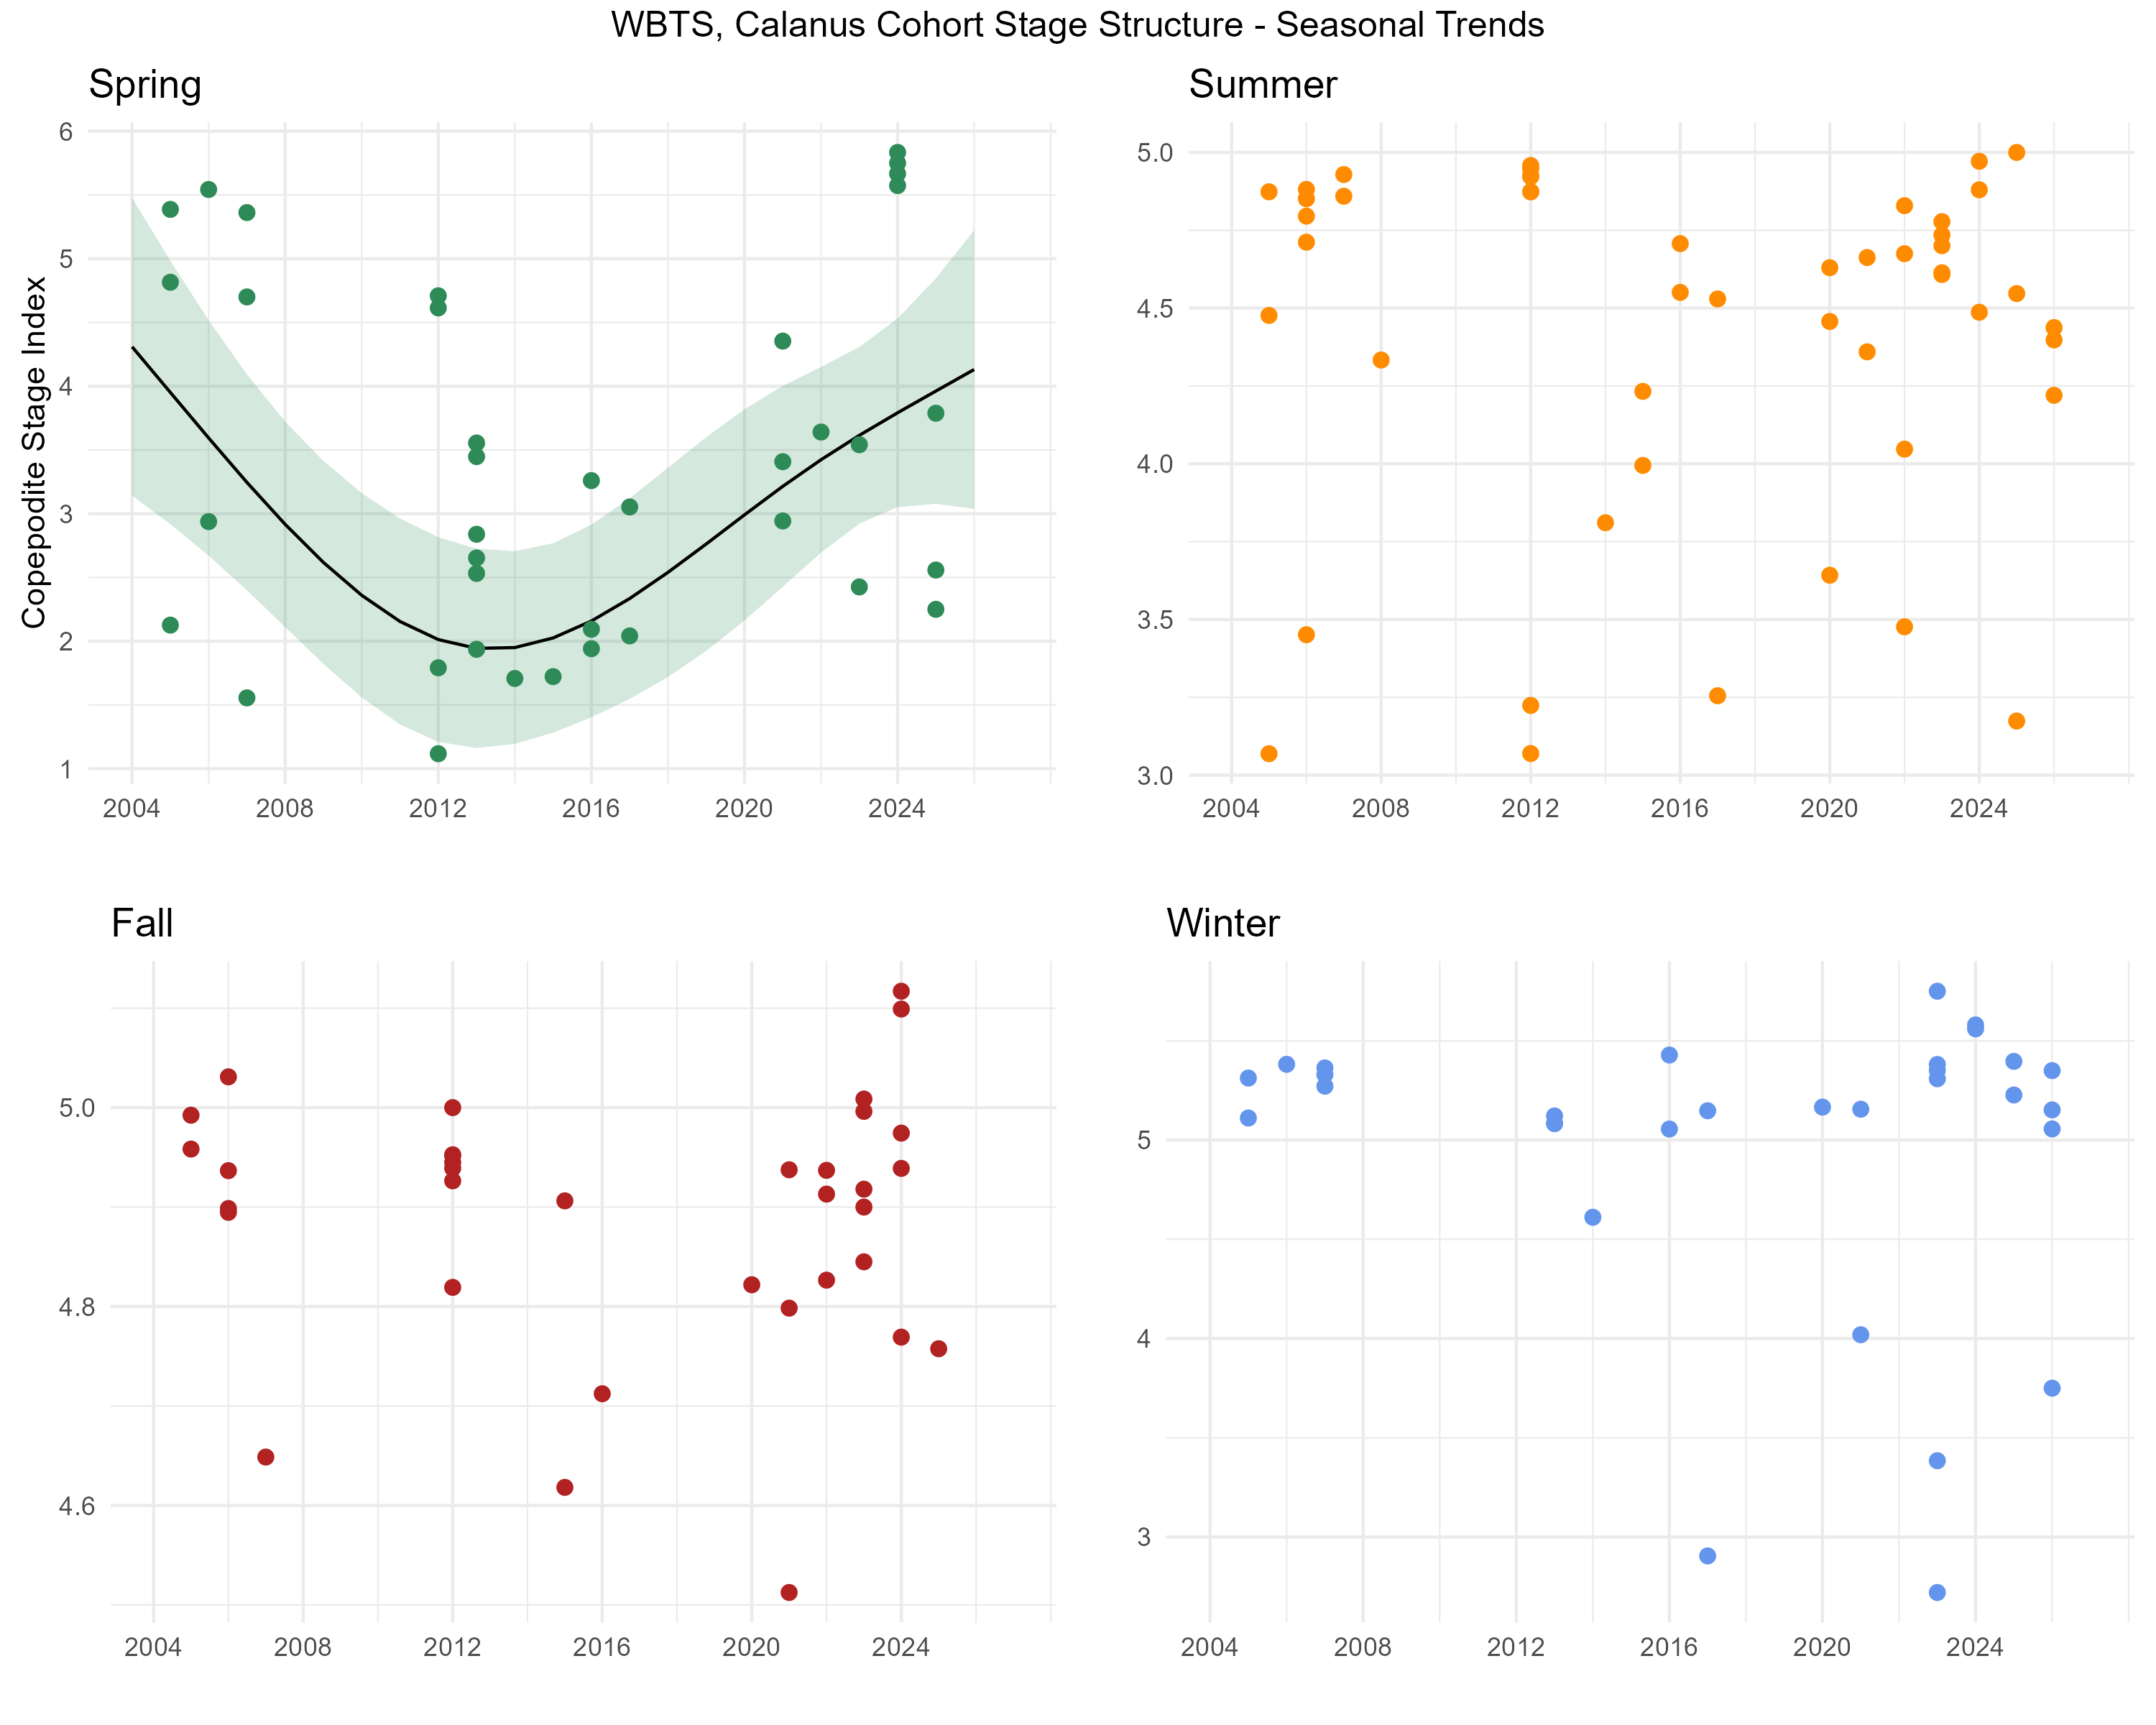 WBTS, Calanus Cohort Stage Structure - Seasonal Trends
Spring
Summer
Copepodite Stage Index
6
5
4
3
2
1
2004 2008 2012 2016 2020 2024
5.0
4.5
4.0
3.5
3.0
2004 2008 2012 2016 2020 2024
Fall
Winter
5.0
4.8
4.6
2004 2008 2012 2016 2020 2024
5
4
3
2004 2008 2012 2016 2020 2024